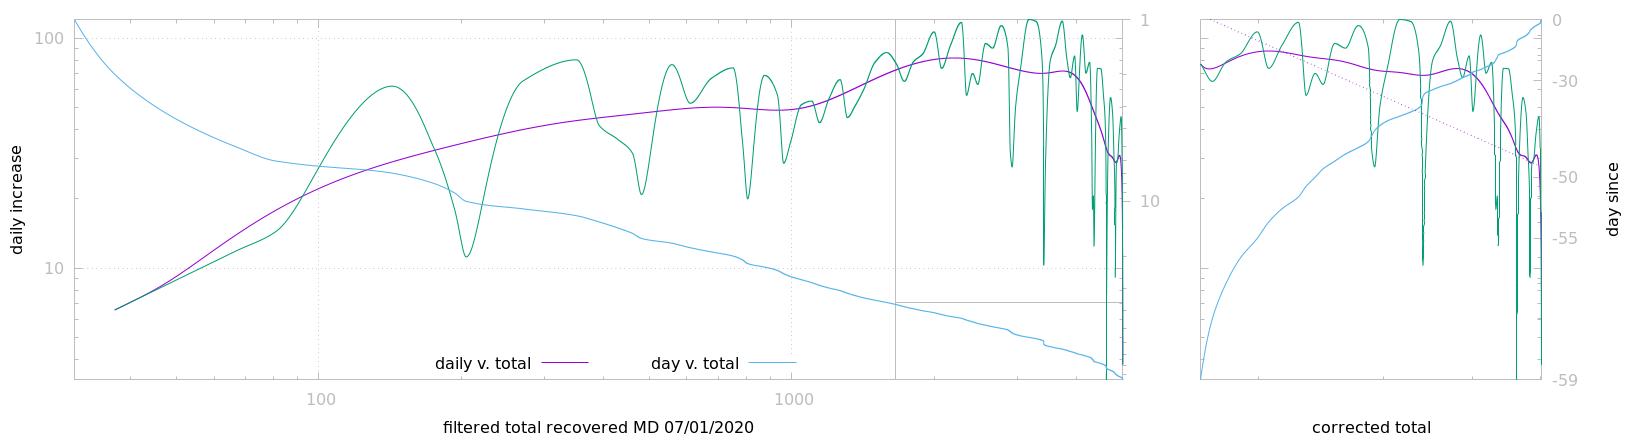 daily increase
100
10
100
1000
1
10
daily v. total
day v. total
filtered total recovered MD 07/01/2020
0
-30
-50
-55
-59
day since
corrected total